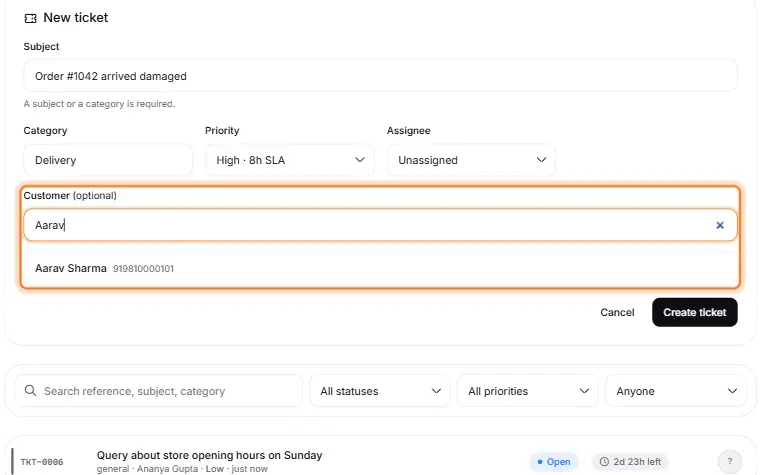 New ticket
Subject
Order #1042 arrived damaged
A subject or a category is required.
Category Priority Assignee
Delivery High · 8h SLA Unassigned
Customer (optional)
Aarav
Aarav Sharma 919810000101
Cancel Create ticket
Search reference, subject, category All statuses All priorities Anyone
TKT-0006 Query about store opening hours on Sunday Open 2d 23h left ?
general · Ananya Gupta · Low · just now